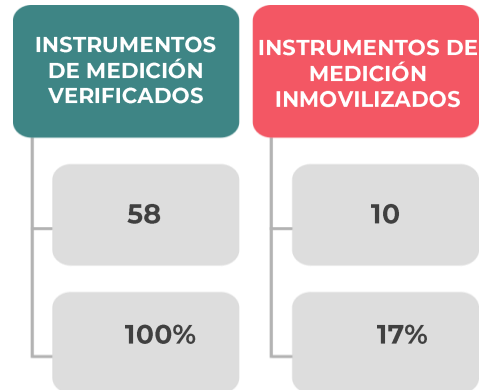 INSTRUMENTOS
DE MEDICIÓN
VERIFICADOS
58
100%
INSTRUMENTOS DE
MEDICIÓN
INMOVILIZADOS
10
17%